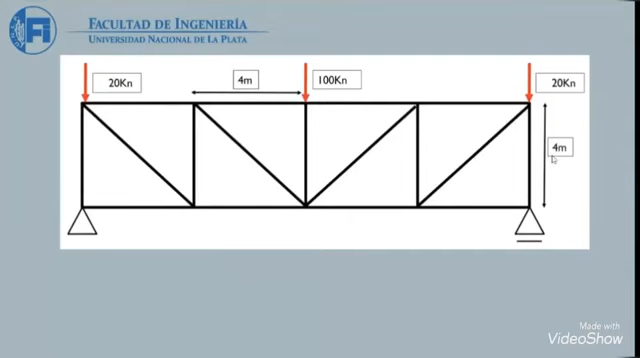 FACULTAD DE INGENIERÍA
UNIVERSIDAD NACIONAL DE LA PLATA
20Kn
4m
100Kn
20Kn
4m
Made with
VideoShow